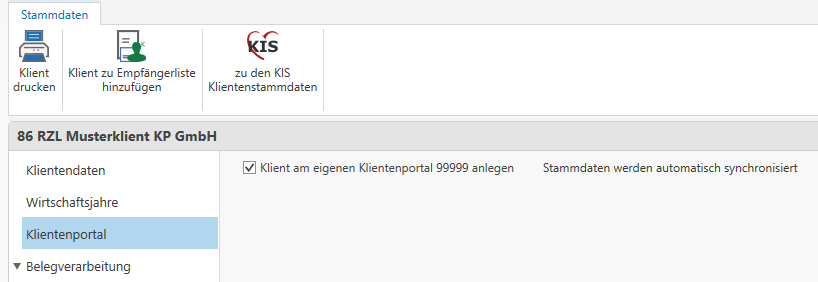 Stammdaten
KIS
Klient
drucken
Klient zu Empfängerliste
hinzufügen
zu den KIS
Klientenstammdaten
86 RZL Musterklient KP GmbH
Klientendaten
Klient am eigenen Klientenportal 99999 anlegen
Stammdaten werden automatisch synchronisiert
Wirtschaftsjahre
Klientenportal
Belegverarbeitung